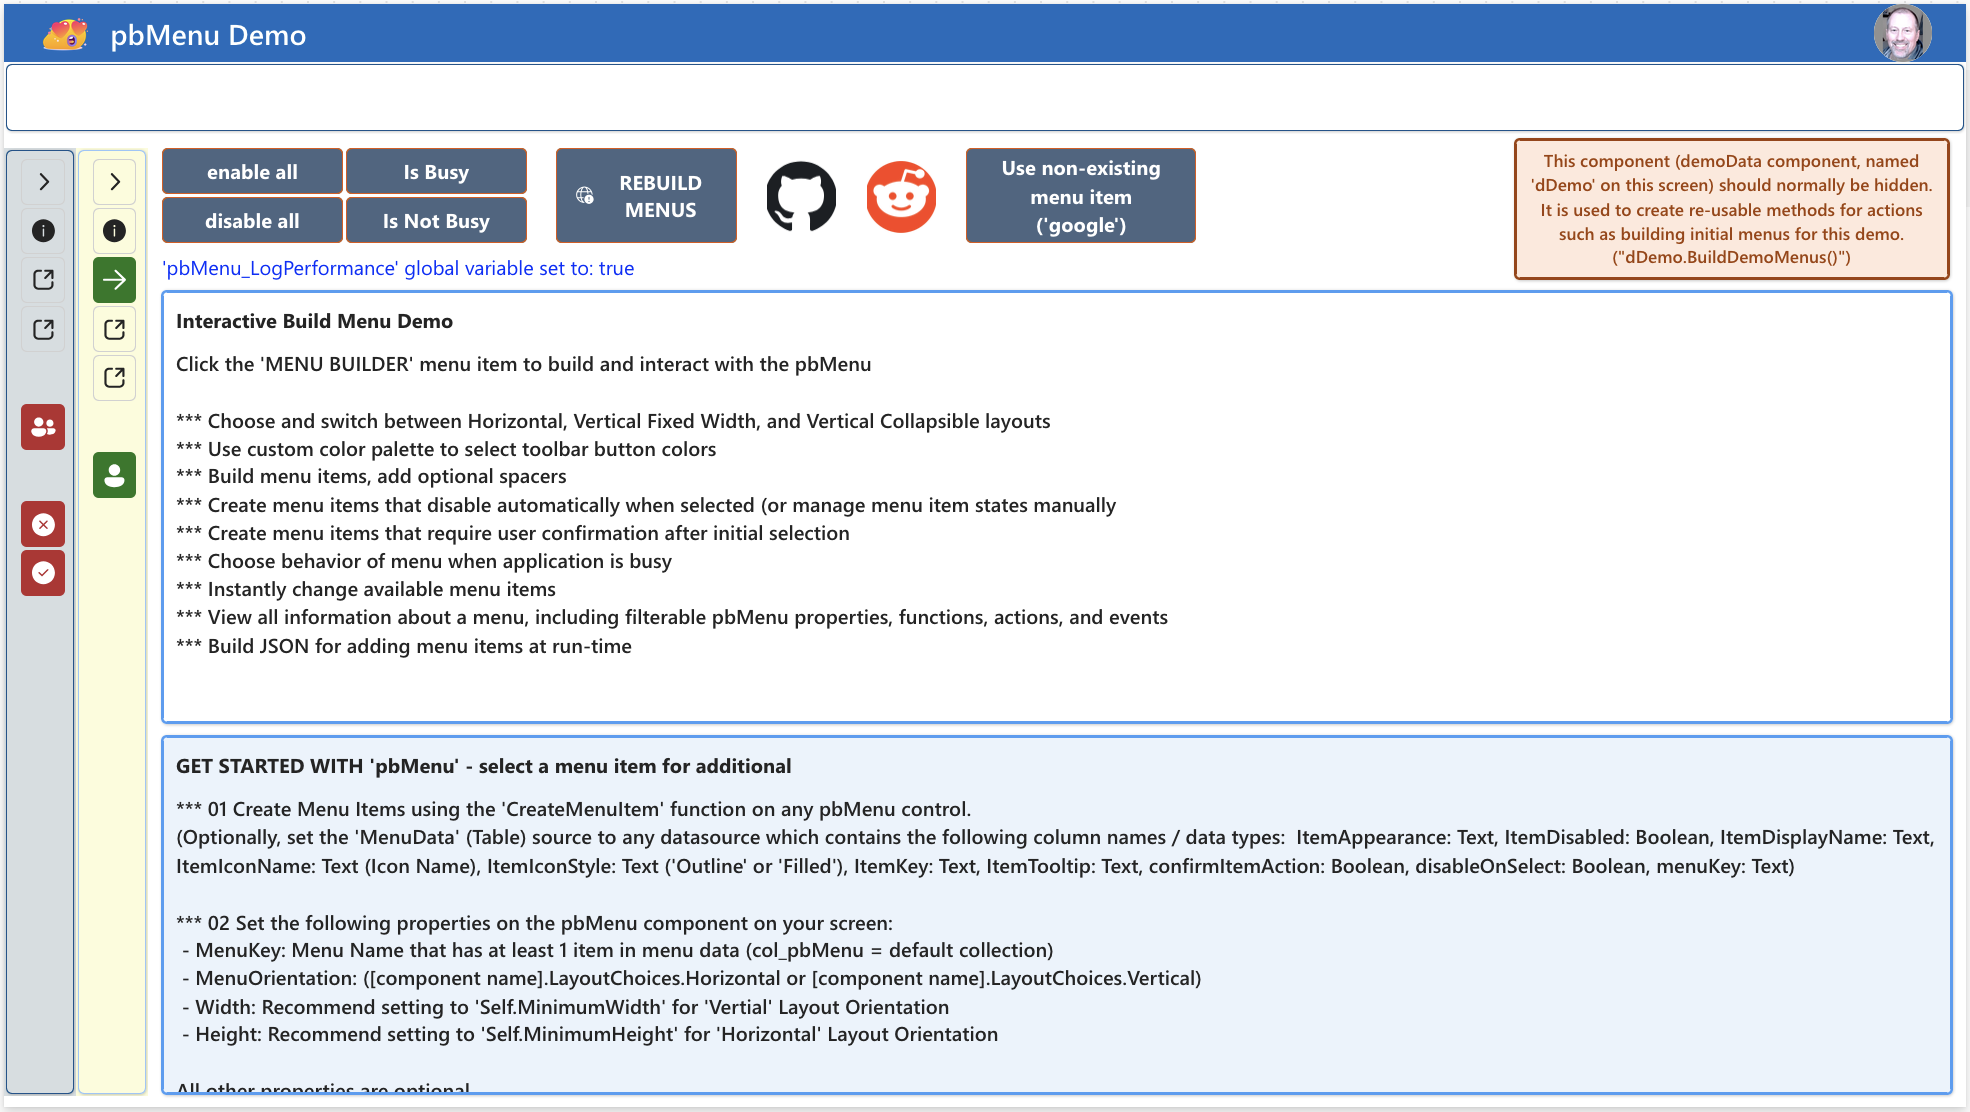 pbMenu Demo
enable all
Is Busy
disable all
Is Not Busy
REBUILD
MENUS
Use non-existing
menu item
('google')
This component (demoData component, named
'dDemo' on this screen) should normally be hidden.
It is used to create re-usable methods for actions
such as building initial menus for this demo.
("dDemo.BuildDemoMenus()")
'pbMenu_LogPerformance' global variable set to: true
Interactive Build Menu Demo
Click the 'MENU BUILDER' menu item to build and interact with the pbMenu
*** Choose and switch between Horizontal, Vertical Fixed Width, and Vertical Collapsible layouts
*** Use custom color palette to select toolbar button colors
*** Build menu items, add optional spacers
*** Create menu items that disable automatically when selected (or manage menu item states manually
*** Create menu items that require user confirmation after initial selection
*** Choose behavior of menu when application is busy
*** Instantly change available menu items
*** View all information about a menu, including filterable pbMenu properties, functions, actions, and events
*** Build JSON for adding menu items at run-time
GET STARTED WITH 'pbMenu' - select a menu item for additional
*** 01 Create Menu Items using the 'CreateMenuItem' function on any pbMenu control.
(Optionally, set the 'MenuData' (Table) source to any datasource which contains the following column names / data types:  ItemAppearance: Text, ItemDisabled: Boolean, ItemDisplayName: Text,
ItemIconName: Text (Icon Name), ItemIconStyle: Text ('Outline' or 'Filled'), ItemKey: Text, ItemTooltip: Text, confirmItemAction: Boolean, disableOnSelect: Boolean, menuKey: Text)
*** 02 Set the following properties on the pbMenu component on your screen:
- MenuKey: Menu Name that has at least 1 item in menu data (col_pbMenu = default collection)
- MenuOrientation: ([component name].LayoutChoices.Horizontal or [component name].LayoutChoices.Vertical)
- Width: Recommend setting to 'Self.MinimumWidth' for 'Vertial' Layout Orientation
- Height: Recommend setting to 'Self.MinimumHeight' for 'Horizontal' Layout Orientation
All other properties are optional